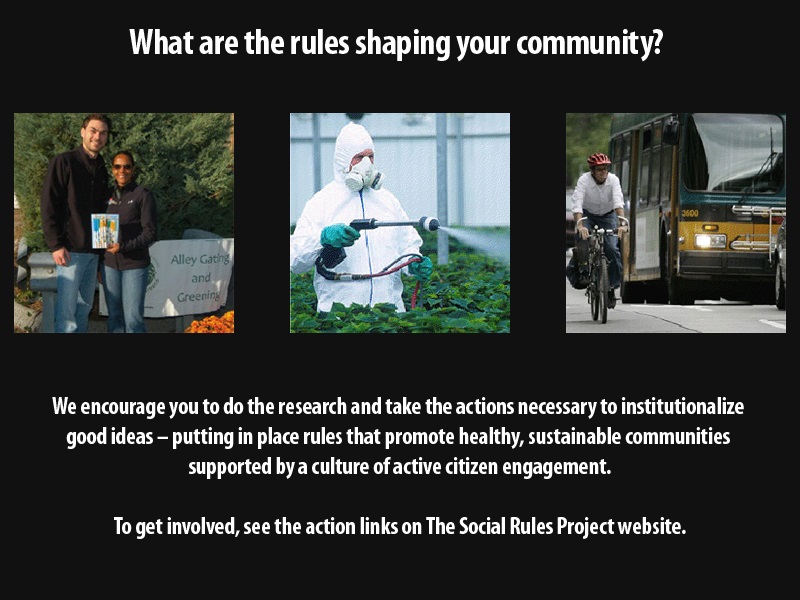 What are the rules shaping your community?
Alley Gating
and
Greening
3600
We encourage you to do the research and take the actions necessary to institutionalize
good ideas – putting in place rules that promote healthy, sustainable communities
supported by a culture of active citizen engagement.
To get involved, see the action links on The Social Rules Project website.